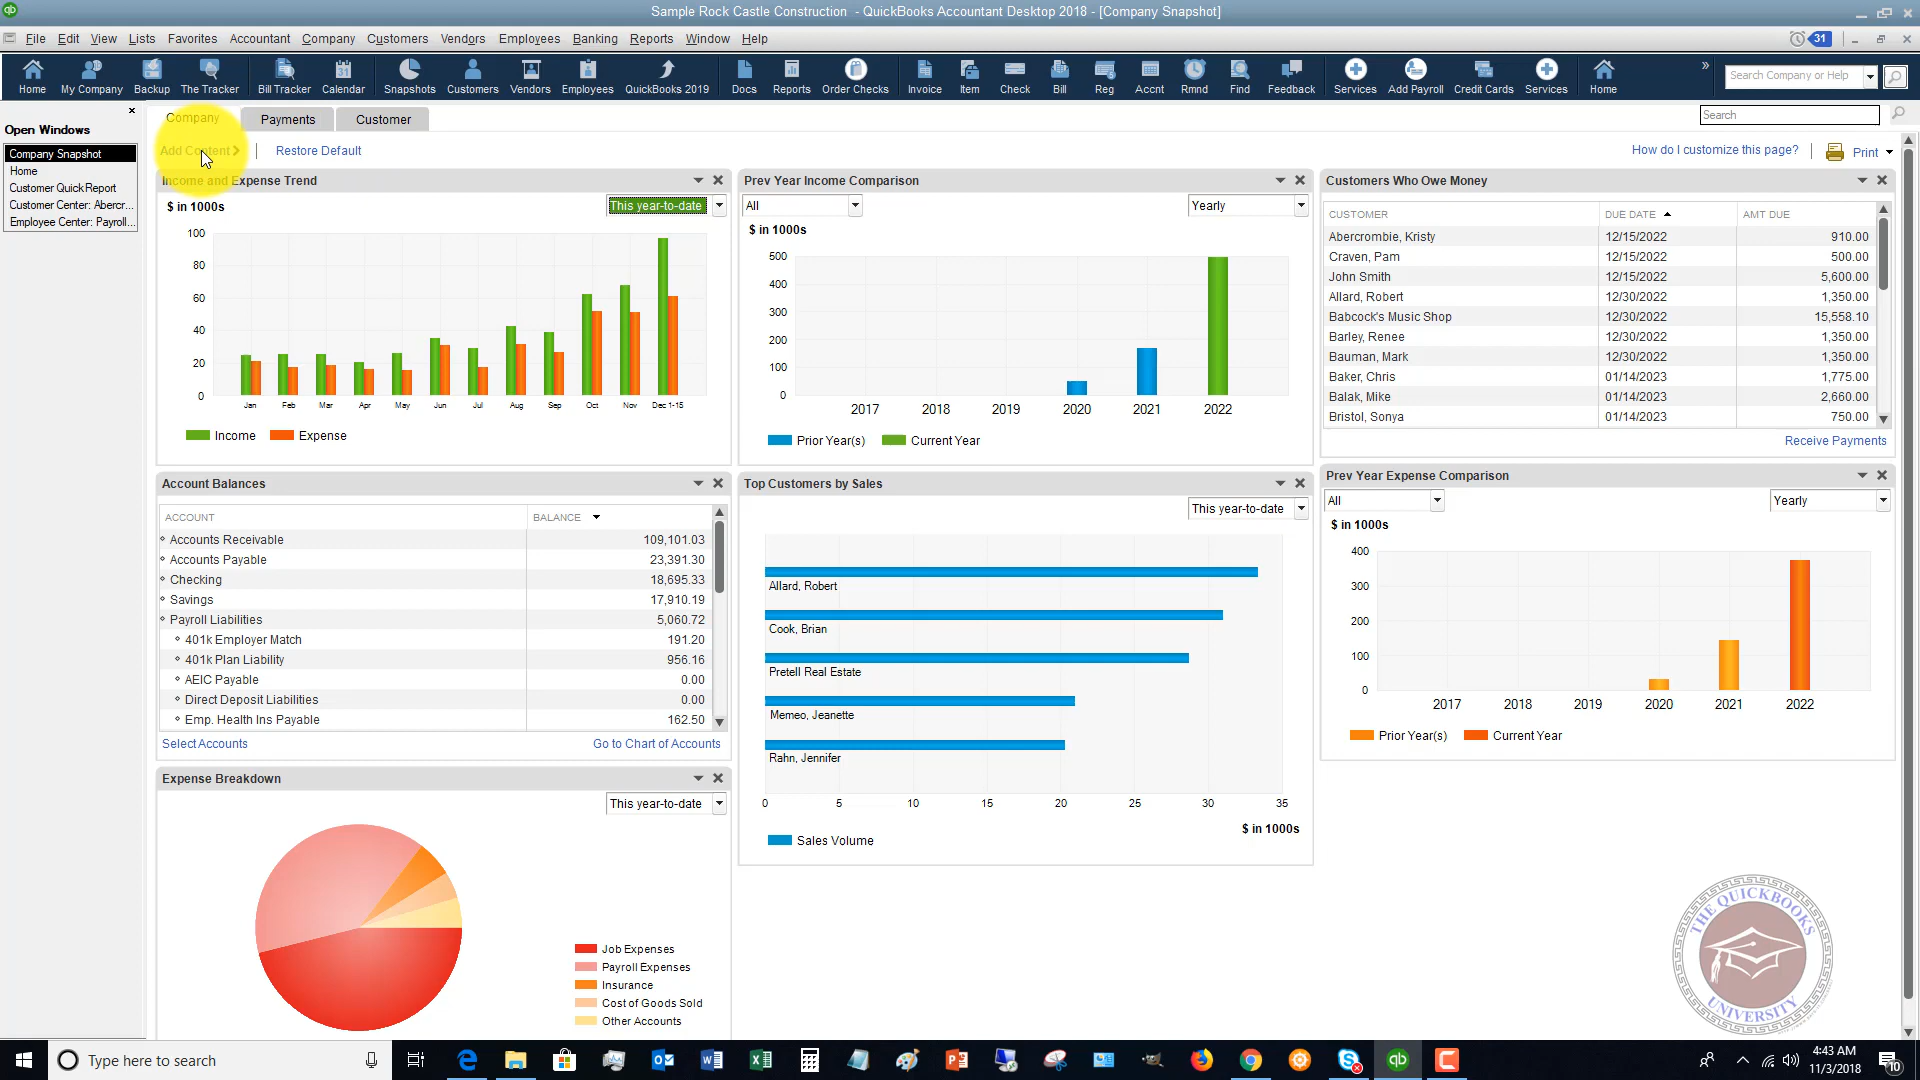 Sample Rock Castle Construction - QuickBooks Accountant Desktop 2018 - [Company Snapshot]
File Edit View Lists Favorites Accountant Company Customers Vendors Employees Banking Reports Window Help 31
Home My Company Backup The Tracker Bill Tracker Calendar Snapshots Customers Vendors Employees QuickBooks 2019 Docs Reports Order Checks Invoice Item Check Bill Reg Accnt Rmnd Find Feedback Services Add Payroll Credit Cards Services Home » Search Company or Help
Open Windows
Company Snapshot
Home
Customer QuickReport
Customer Center: Abercr...
Employee Center: Payroll...
Company Payments Customer Search
Add Content Restore Default How do I customize this page? Print
Income and Expense Trend
$ in 1000s This year-to-date
100
80
60
40
20
0
Jan Feb Mar Apr May Jun Jul Aug Sep Oct Nov Dec 1-15
Income Expense
Prev Year Income Comparison
All Yearly
$ in 1000s
500
400
300
200
100
0
2017 2018 2019 2020 2021 2022
Prior Year(s) Current Year
Customers Who Owe Money
CUSTOMER DUE DATE AMT DUE
Abercrombie, Kristy 12/15/2022 910.00
Craven, Pam 12/15/2022 500.00
John Smith 12/15/2022 5,600.00
Allard, Robert 12/30/2022 1,350.00
Babcock's Music Shop 12/30/2022 15,558.10
Barley, Renee 12/30/2022 1,350.00
Bauman, Mark 12/30/2022 1,350.00
Baker, Chris 01/14/2023 1,775.00
Balak, Mike 01/14/2023 2,660.00
Bristol, Sonya 01/14/2023 750.00
Receive Payments
Account Balances
ACCOUNT BALANCE
Accounts Receivable 109,101.03
Accounts Payable 23,391.30
Checking 18,695.33
Savings 17,910.19
Payroll Liabilities 5,060.72
401k Employer Match 191.20
401k Plan Liability 956.16
AEIC Payable 0.00
Direct Deposit Liabilities 0.00
Emp. Health Ins Payable 162.50
Select Accounts Go to Chart of Accounts
Top Customers by Sales
This year-to-date
Allard, Robert
Cook, Brian
Pretell Real Estate
Memeo, Jeanette
Rahn, Jennifer
0 5 10 15 20 25 30 35
$ in 1000s
Sales Volume
Prev Year Expense Comparison
All Yearly
$ in 1000s
400
300
200
100
0
2017 2018 2019 2020 2021 2022
Prior Year(s) Current Year
Expense Breakdown
This year-to-date
Job Expenses
Payroll Expenses
Insurance
Cost of Goods Sold
Other Accounts
THE QUICKBOOKS
UNIVERSITY
Type here to search
4:43 AM
11/3/2018
10